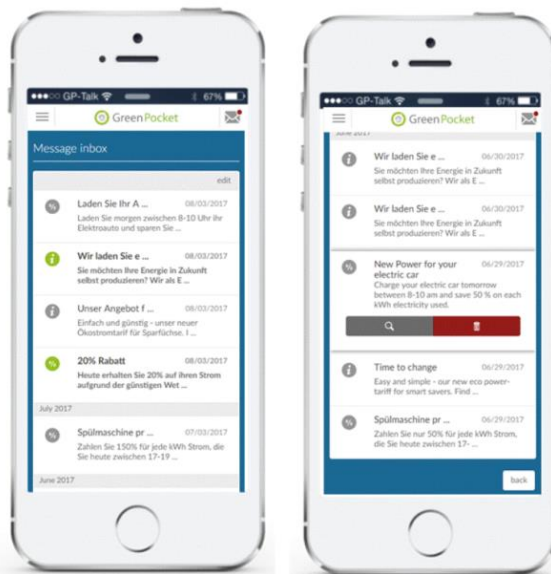 GP-Talk
67%
GreenPocket
Message inbox
edit
Laden Sie Ihr A ...
08/03/2017
Laden Sie morgen zwischen 8-10 Uhr ihr
Elektroauto und sparen Sie ...
Wir laden Sie e ...
08/03/2017
Sie möchten Ihre Energie in Zukunft
selbst produzieren? Wir als E ...
Unser Angebot f ...
08/03/2017
Einfach und günstig - unser neuer
Ökostromtarif für Sparfüchse. I ...
20% Rabatt
08/03/2017
Heute erhalten Sie 20% auf ihren Strom
aufgrund der günstigen Wet ...
July 2017
Spülmaschine pr ...
07/03/2017
Zahlen Sie 150% für jede kWh Strom, die
Sie heute zwischen 17-19 ...
June 2017
GP-Talk
67%
GreenPocket
June 2017
Wir laden Sie e ...
06/30/2017
Sie möchten Ihre Energie in Zukunft
selbst produzieren? Wir als E ...
Wir laden Sie e ...
06/30/2017
Sie möchten Ihre Energie in Zukunft
selbst produzieren? Wir als E ...
New Power for your
electric car
06/29/2017
Charge your electric car tomorrow
between 8-10 am and save 50 % on each
kWh electricity used.
Time to change
06/29/2017
Easy and simple - our new eco power-
tariff for smart savers. Find ...
Spülmaschine pr ...
06/29/2017
Zahlen Sie nur 50% für jede kWh Strom,
die Sie heute zwischen 17- ...
back